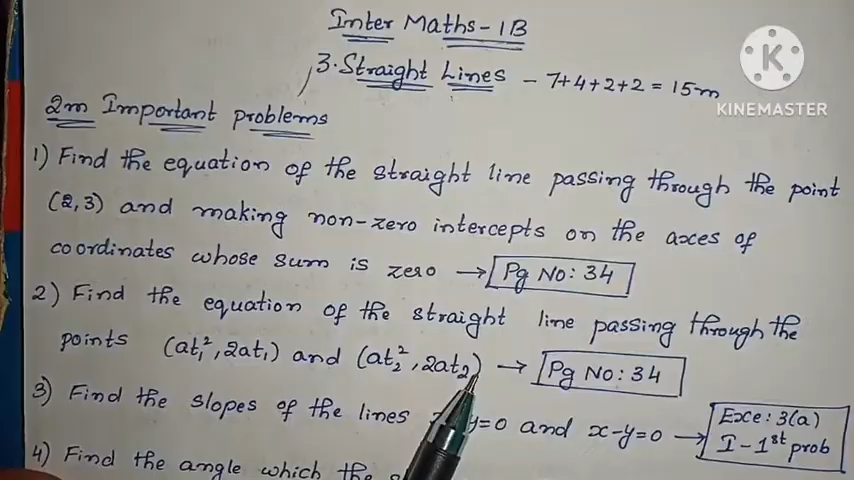 Inter Maths-1B
3. Straight Lines - 7+4+2+2 = 15m
K
KINEMASTER
2m Important problems
1) Find the equation of the straight line passing through the point
(2,3) and making non-zero intercepts on the axes of
coordinates whose sum is zero → Pg No: 34
2) Find the equation of the straight line passing through the
points (at₁², 2at₁) and (at₂², 2at₂) → Pg No: 34
3) Find the slopes of the lines y=0 and x-y=0 → Exe: 3(a)
I - 1st prob
4) Find the angle which the